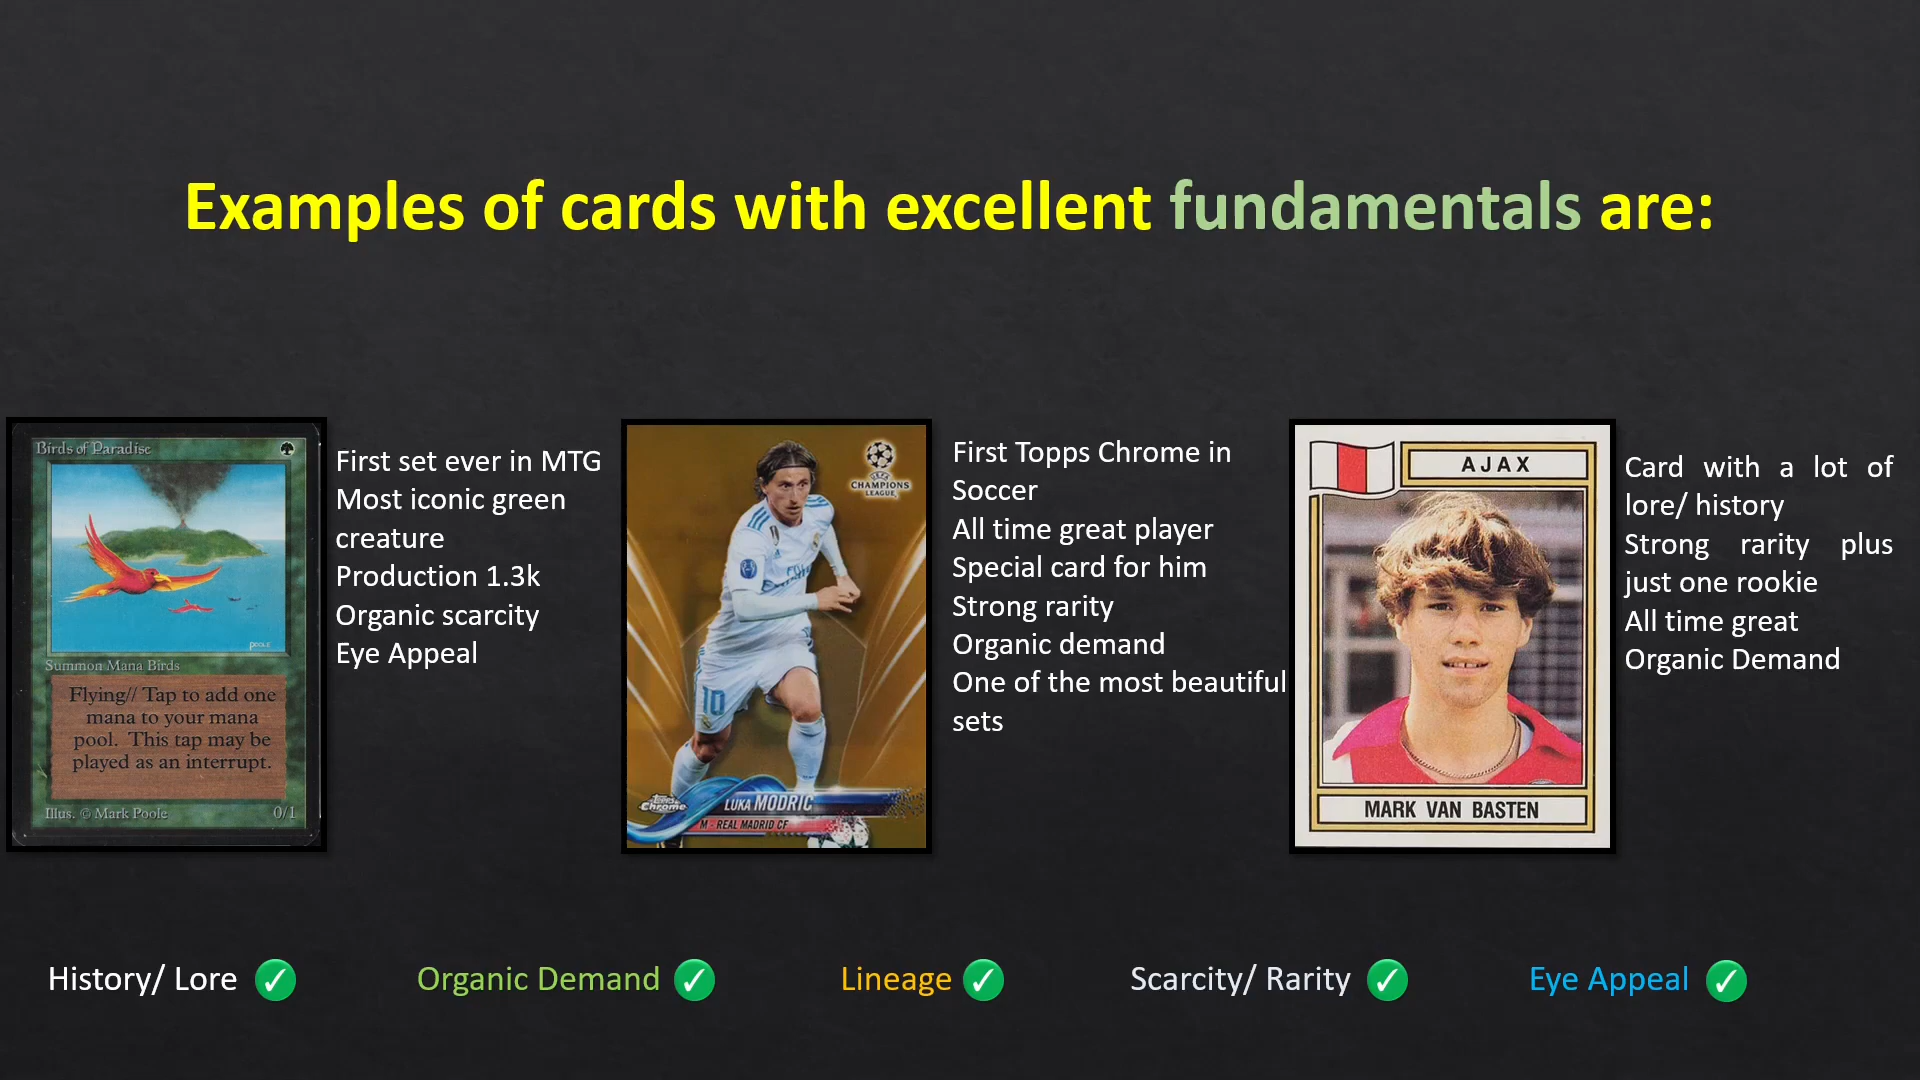 Examples of cards with excellent fundamentals are:
Birds of Paradise
POOLE
Summon Mana Birds
Flying// Tap to add one
mana to your mana
pool. This tap may be
played as an interrupt.
Illus. © Mark Poole 0/1
First set ever in MTG
Most iconic green
creature
Production 1.3k
Organic scarcity
Eye Appeal
UEFA
CHAMPIONS
LEAGUE
10
Topps
Chrome
LUKA MODRIC
M - REAL MADRID CF
First Topps Chrome in
Soccer
All time great player
Special card for him
Strong rarity
Organic demand
One of the most beautiful
sets
AJAX
MARK VAN BASTEN
Card with a lot of
lore/ history
Strong rarity plus
just one rookie
All time great
Organic Demand
History/ Lore
Organic Demand
Lineage
Scarcity/ Rarity
Eye Appeal